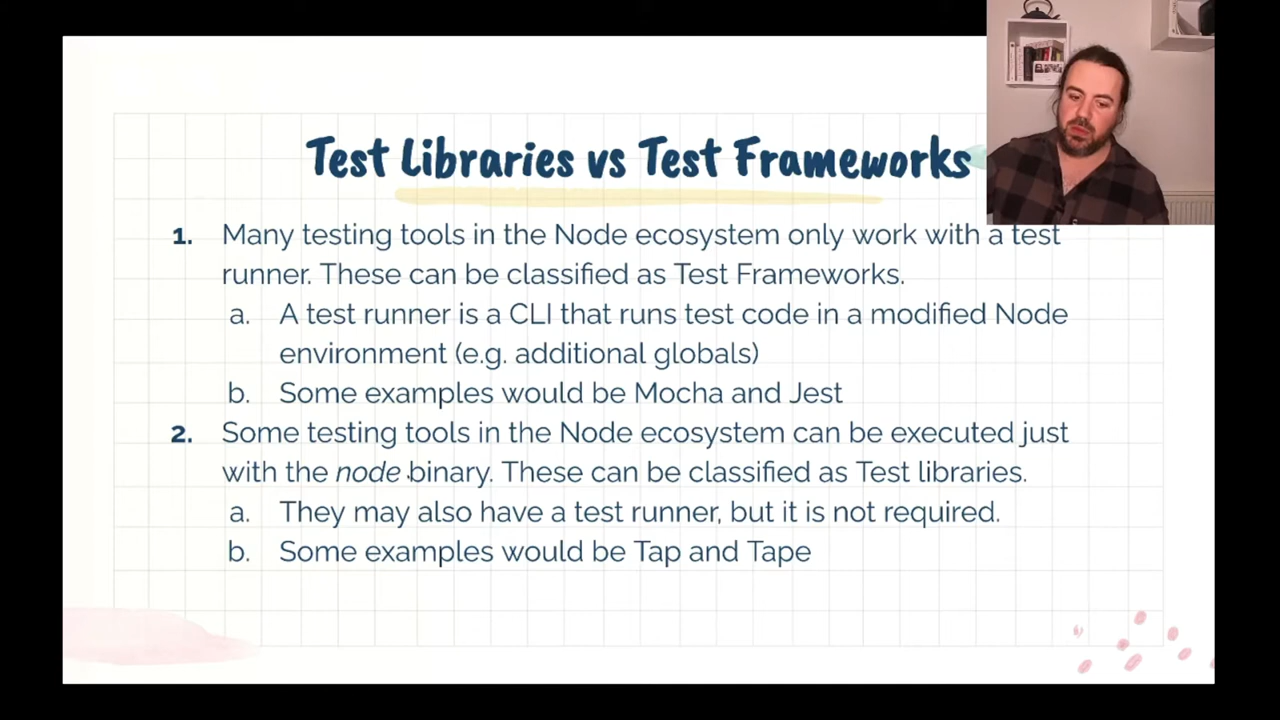 Test Libraries vs Test Frameworks
1. Many testing tools in the Node ecosystem only work with a test
runner. These can be classified as Test Frameworks.
a. A test runner is a CLI that runs test code in a modified Node
environment (e.g. additional globals)
b. Some examples would be Mocha and Jest
2. Some testing tools in the Node ecosystem can be executed just
with the node binary. These can be classified as Test libraries.
a. They may also have a test runner, but it is not required.
b. Some examples would be Tap and Tape